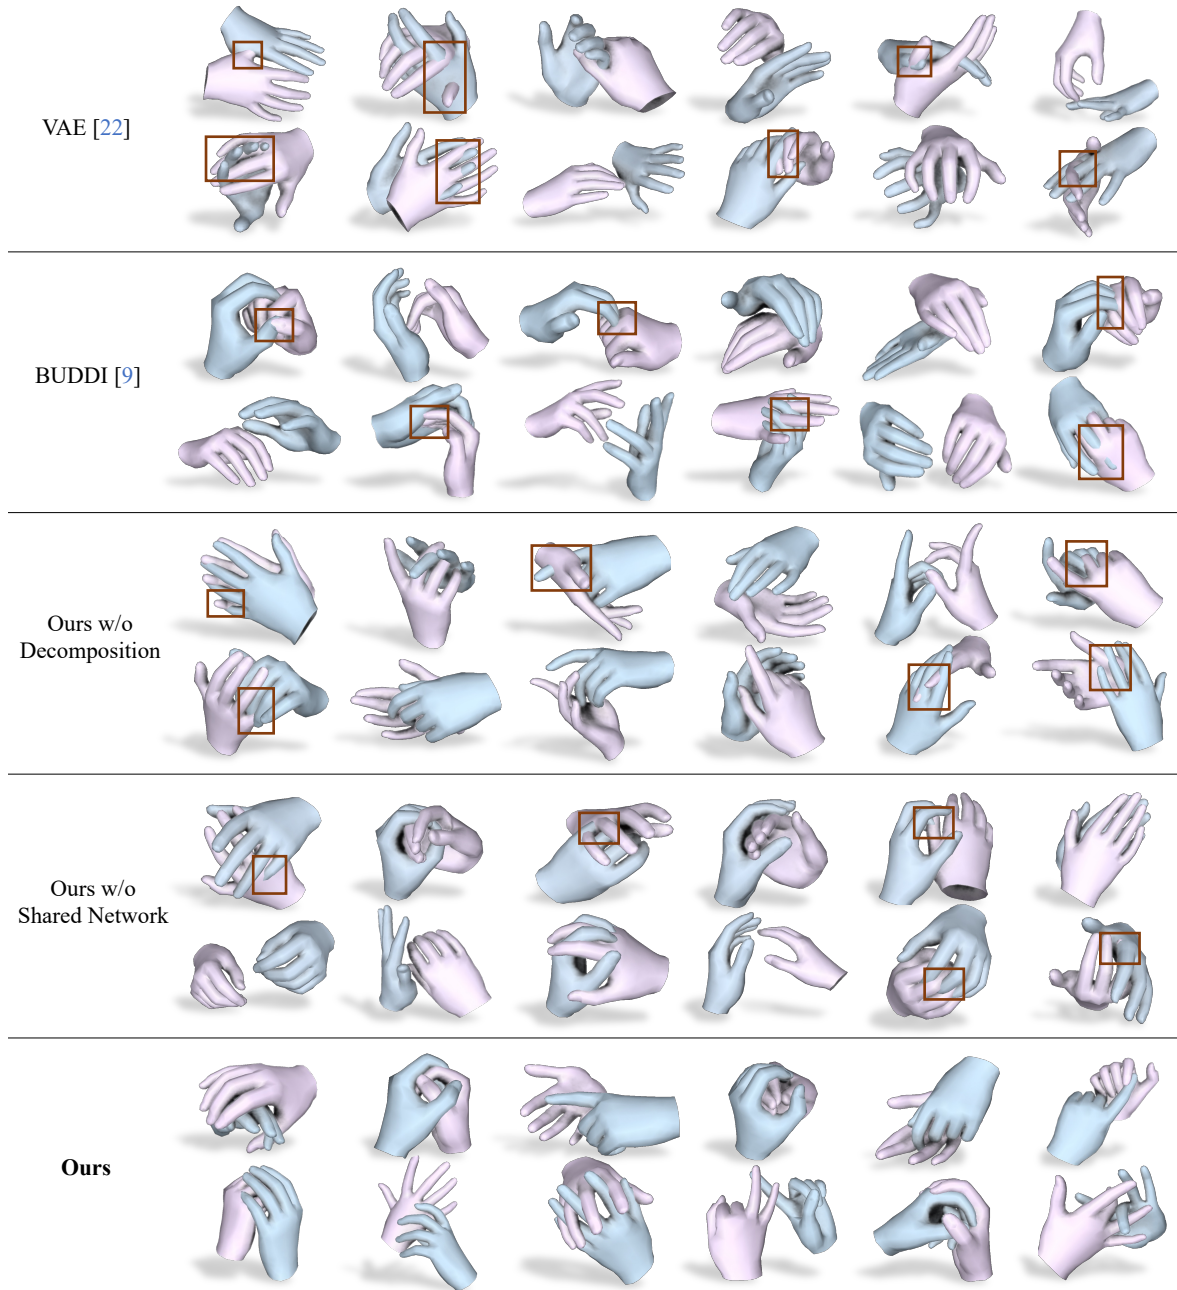 VAE [22]
BUDDI [9]
Ours w/o
Decomposition
Ours w/o
Shared Network
Ours